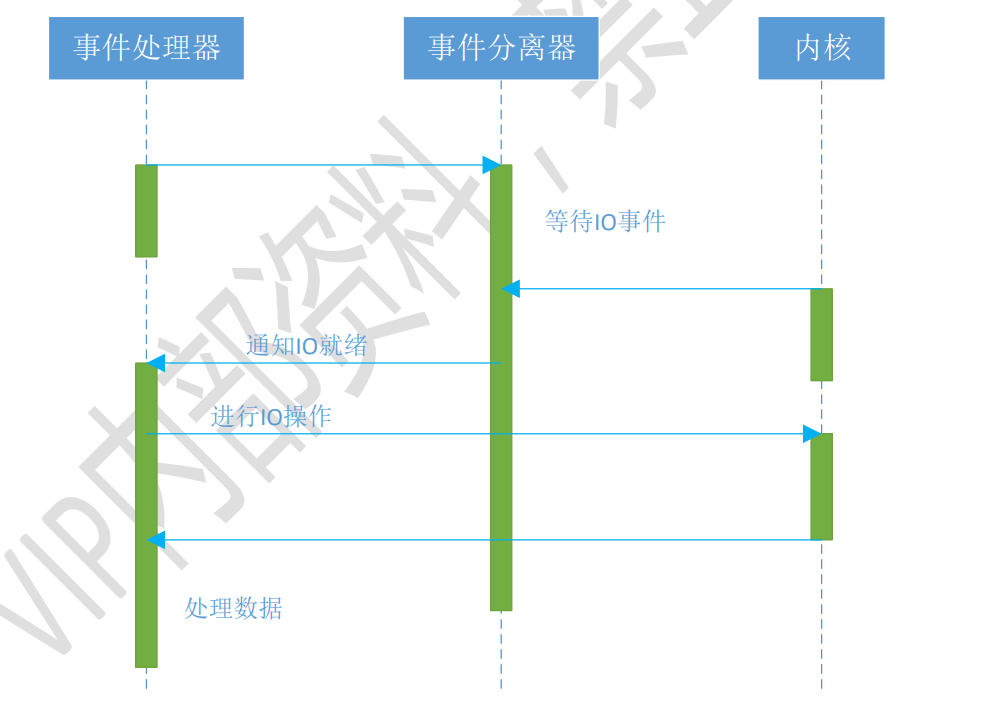 事件处理器
事件分离器
内核
等待IO事件
通知IO就绪
进行IO操作
处理数据
VIP内部资料，禁